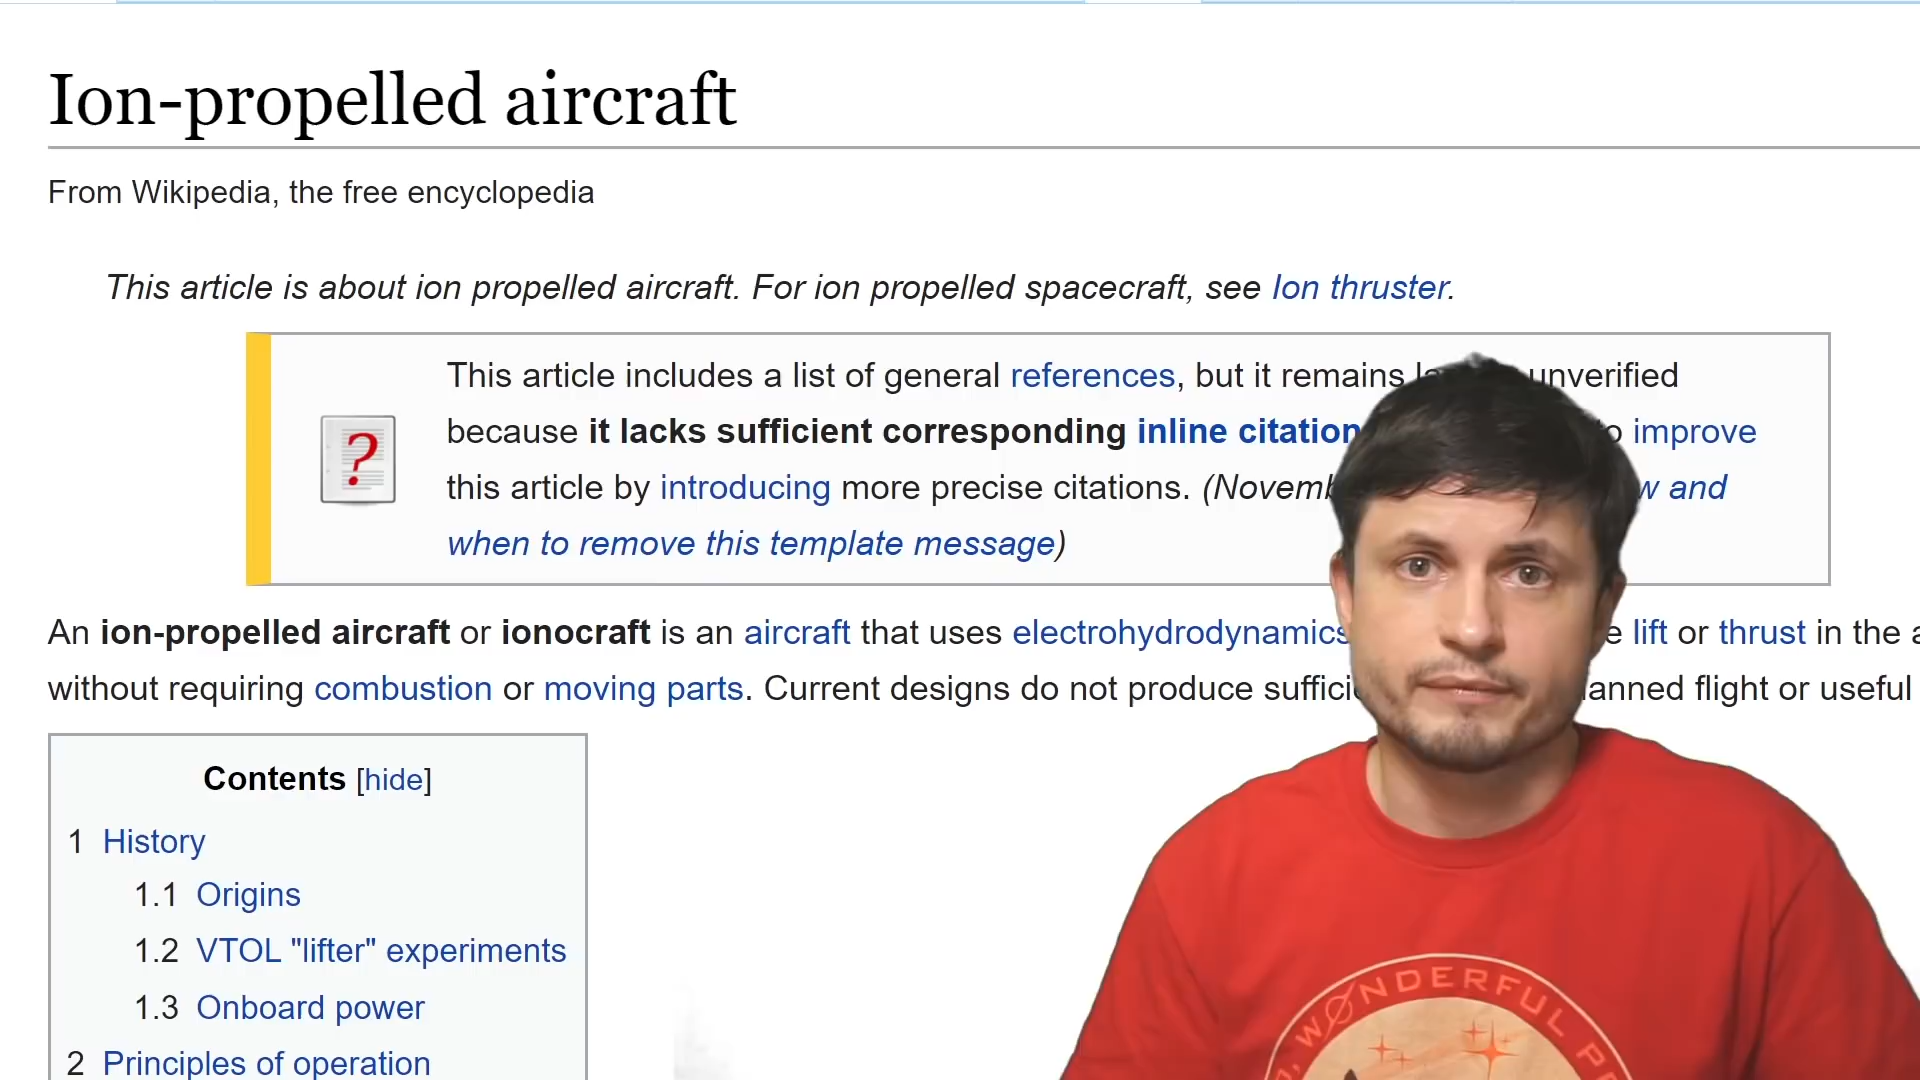 Ion-propelled aircraft
From Wikipedia, the free encyclopedia
This article is about ion propelled aircraft. For ion propelled spacecraft, see Ion thruster.
This article includes a list of general references, but it remains unverified
because it lacks sufficient corresponding inline citation improve
this article by introducing more precise citations. (Novemb w and
when to remove this template message)
?
An ion-propelled aircraft or ionocraft is an aircraft that uses electrohydrodynamics e lift or thrust in the a
without requiring combustion or moving parts. Current designs do not produce suffici anned flight or useful
Contents [hide]
1 History
1.1 Origins
1.2 VTOL "lifter" experiments
1.3 Onboard power
2 Principles of operation
WØNDERFUL